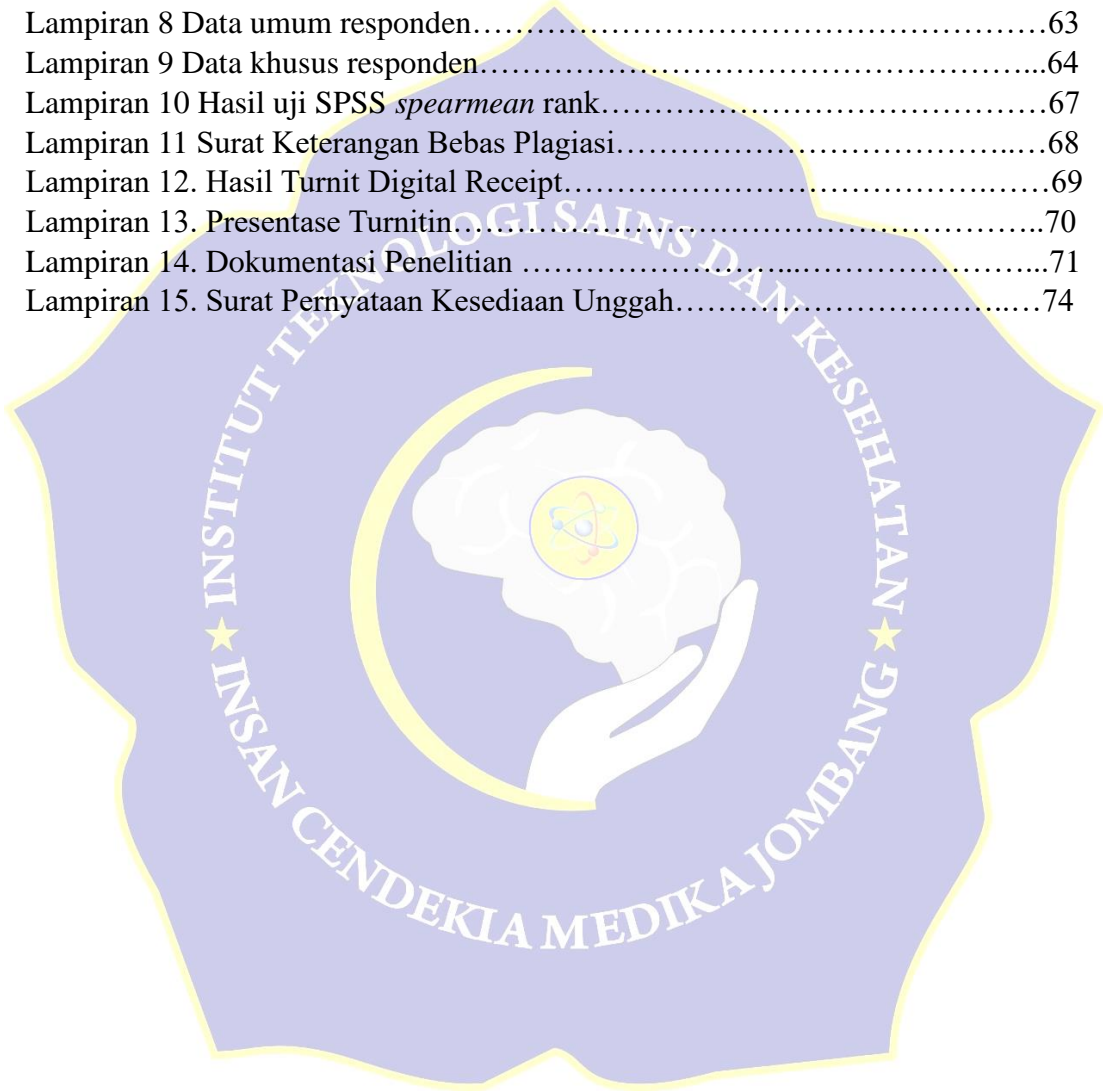 Lampiran 8 Data umum responden…………………………………………………63
Lampiran 9 Data khusus responden………………………………………………...64
Lampiran 10 Hasil uji SPSS spearmean rank………………………………………67
Lampiran 11 Surat Keterangan Bebas Plagiasi………………………………..…68
Lampiran 12. Hasil Turnit Digital Receipt……………………………..……69
Lampiran 13. Presentase Turnitin…………………………………….…………..70
Lampiran 14. Dokumentasi Penelitian ……………………...…………………...71
Lampiran 15. Surat Pernyataan Kesediaan Unggah…………………………..…74
INSTITUT TEKNOLOGI SAINS DAN KESEHATAN
INSAN CENDEKIA MEDIKA JOMBANG